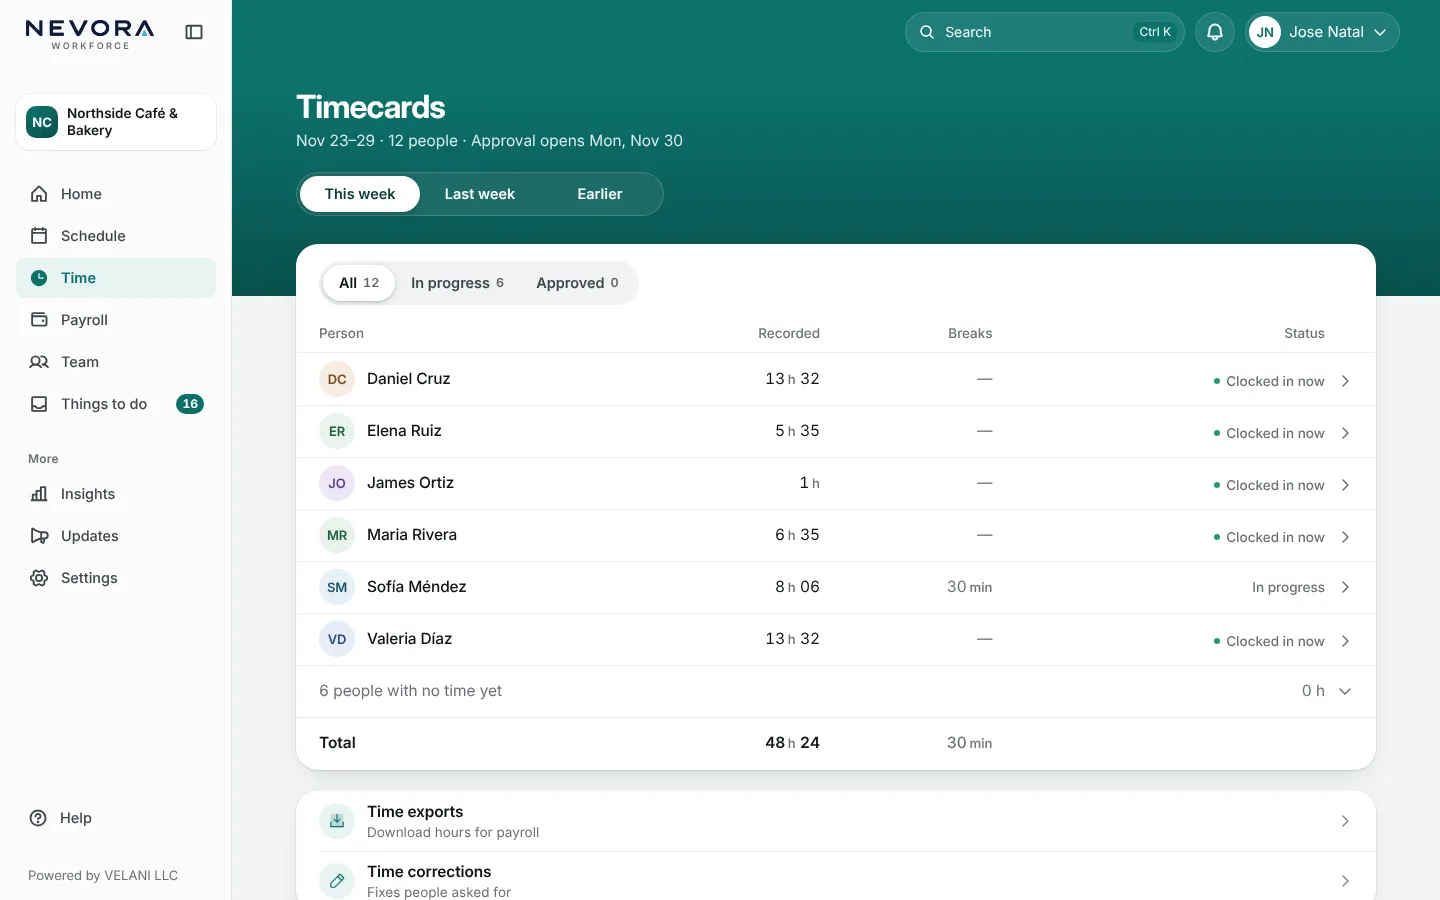 NEVORA
WORKFORCE
Search
Ctrl K
JN
Jose Natal
NC
Northside Café &
Bakery
Home
Schedule
Time
Payroll
Team
Things to do 16
More
Insights
Updates
Settings
Help
Powered by VELANI LLC
Timecards
Nov 23–29 · 12 people · Approval opens Mon, Nov 30
This week Last week Earlier
All 12 In progress 6 Approved 0
Person Recorded Breaks Status
DC Daniel Cruz 13 h 32 — Clocked in now
ER Elena Ruiz 5 h 35 — Clocked in now
JO James Ortiz 1 h — Clocked in now
MR Maria Rivera 6 h 35 — Clocked in now
SM Sofía Méndez 8 h 06 30 min In progress
VD Valeria Díaz 13 h 32 — Clocked in now
6 people with no time yet 0 h
Total 48 h 24 30 min
Time exports
Download hours for payroll
Time corrections
Fixes people asked for